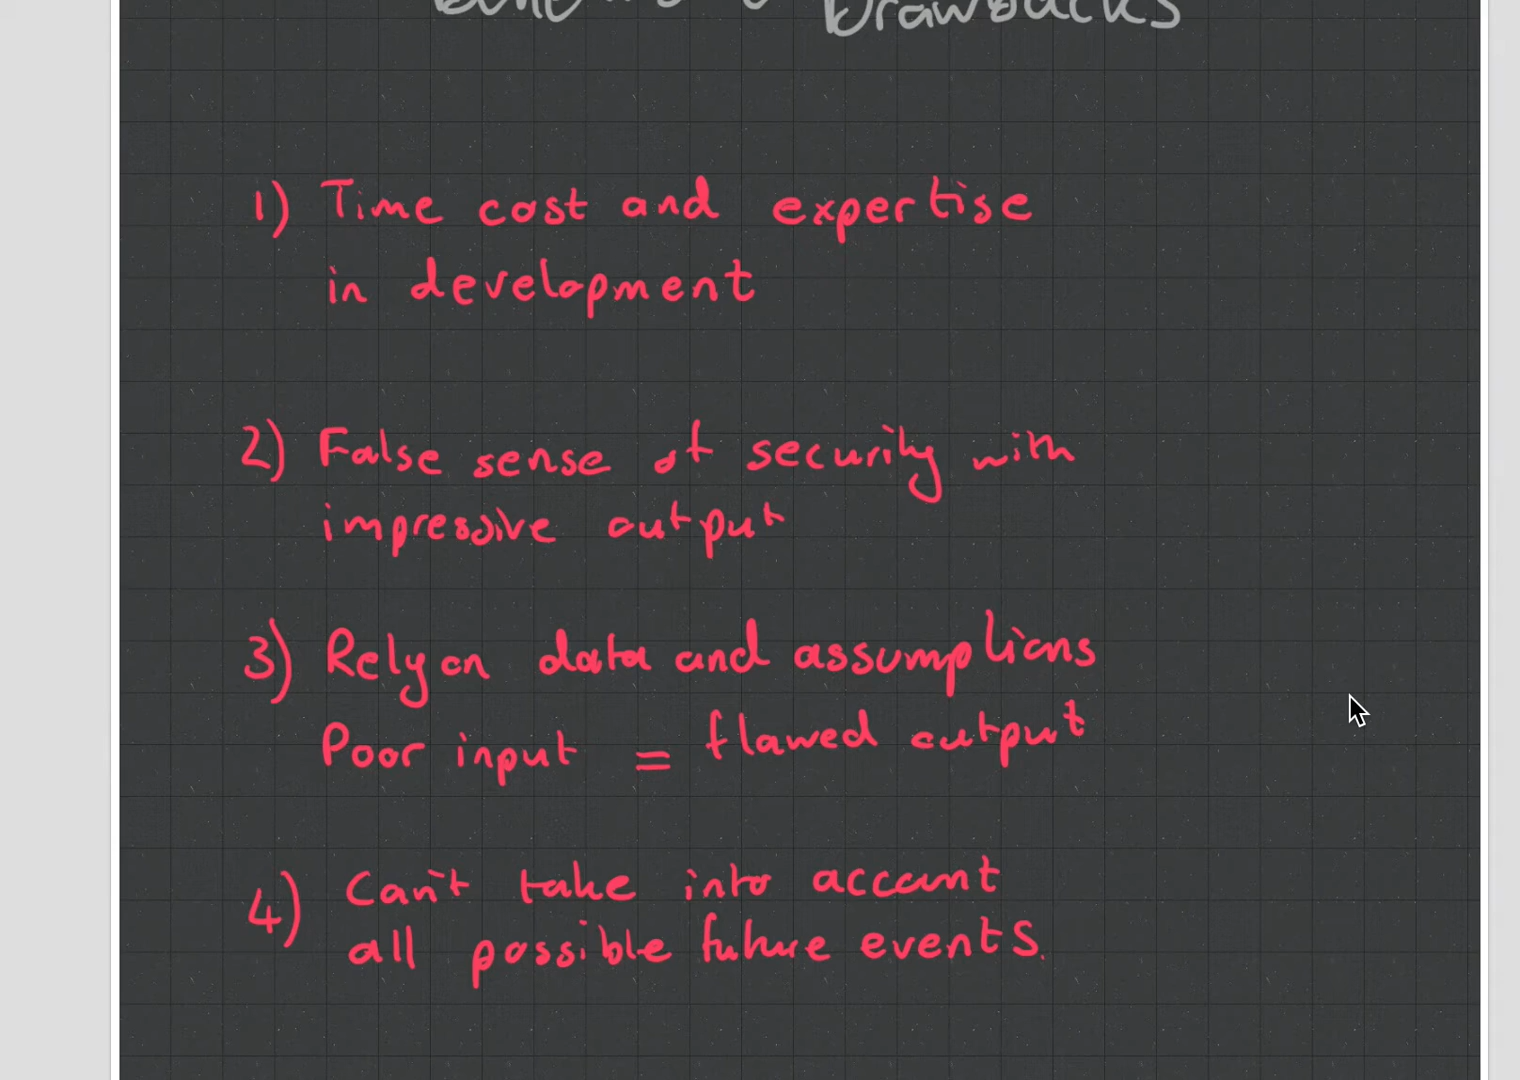 Drawbacks
1) Time cost and expertise
in development
2) False sense of security with
impressive output
3) Rely on data and assumptions
Poor input = flawed output
4) Can't take into account
all possible future events.